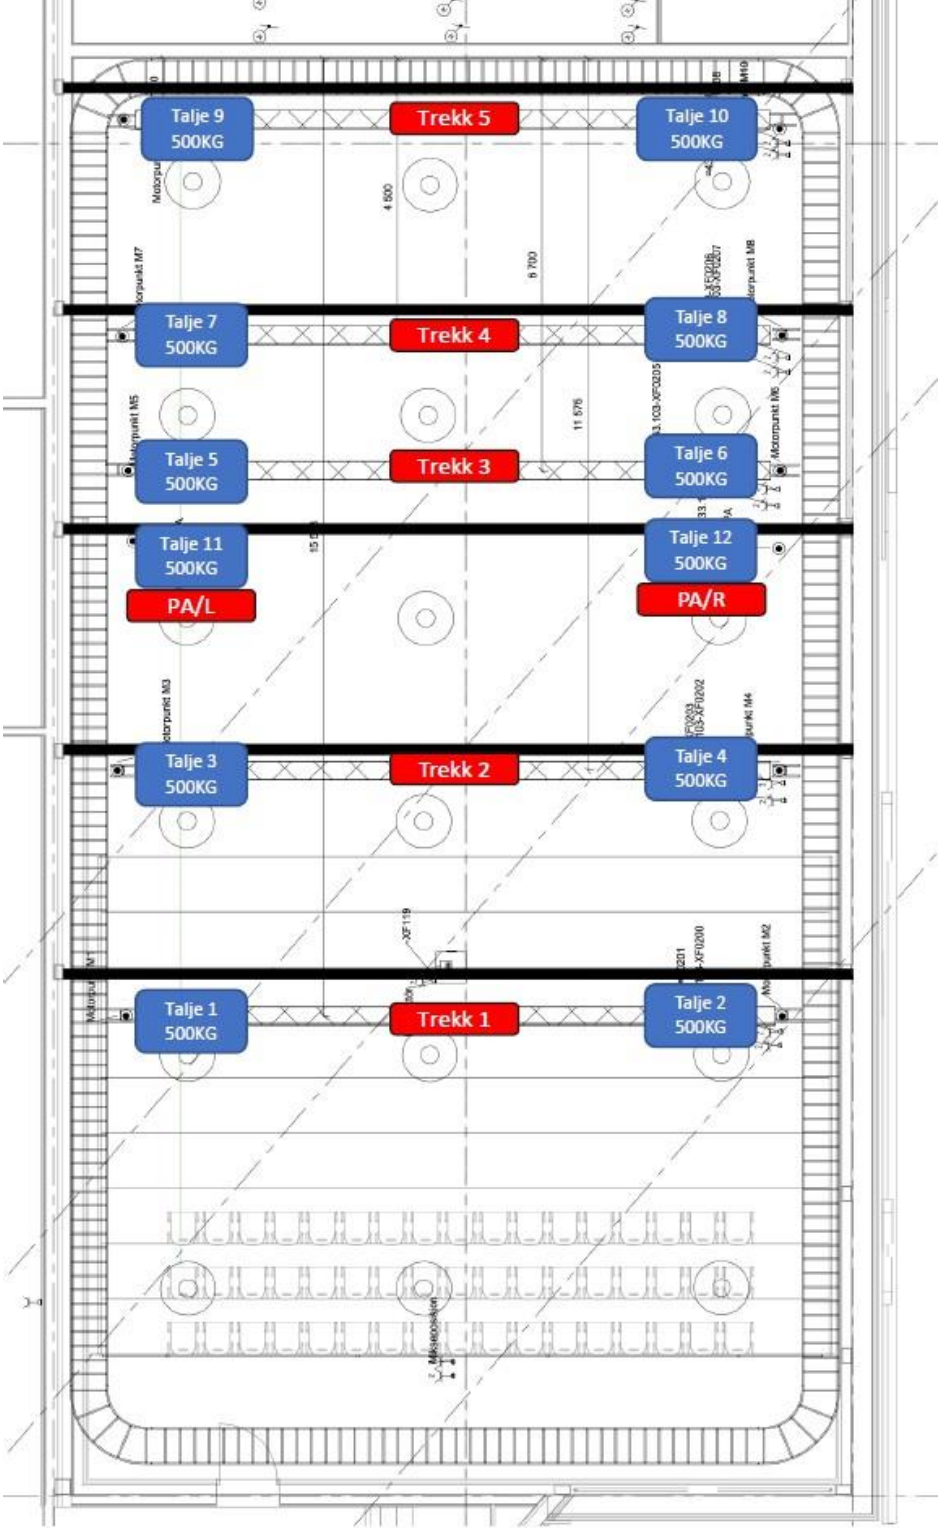 Talje 9
500KG
Trekk 5
Talje 10
500KG
4 500
6 700
Motorpunkt M7
Talje 7
500KG
Trekk 4
Talje 8
500KG
Motorpunkt M8
11 576
Motorpunkt M5
Talje 5
500KG
Trekk 3
Talje 6
500KG
Motorpunkt M6
Talje 11
500KG
PA/L
Talje 12
500KG
PA/R
Motorpunkt M3
Talje 3
500KG
Trekk 2
Talje 4
500KG
punkt M4
-XF119
Talje 1
500KG
Trekk 1
Talje 2
500KG
punkt M2
Mikseposisjon